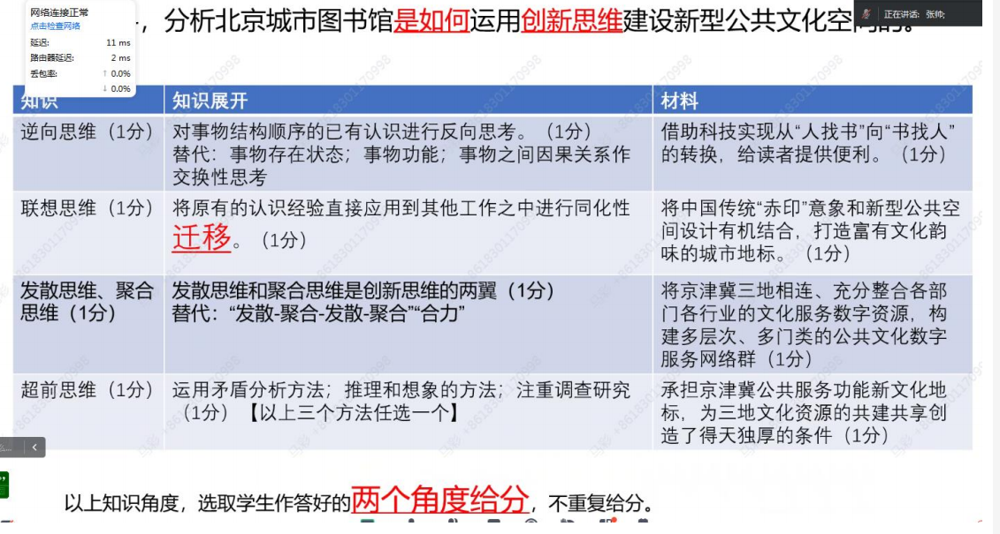 网络连接正常
点击检查网络
延迟: 11 ms
路由器延迟: 2 ms
丢包率: ↑ 0.0%
↓ 0.0%
，分析北京城市图书馆是如何运用创新思维建设新型公共文化空间的。
正在讲话: 张帅;
知识 知识展开 材料
逆向思维（1分） 对事物结构顺序的已有认识进行反向思考。（1分） 借助科技实现从“人找书”向“书找人”
替代：事物存在状态；事物功能；事物之间因果关系作 的转换，给读者提供便利。（1分）
交换性思考
联想思维（1分） 将原有的认识经验直接应用到其他工作之中进行同化性 将中国传统“赤印”意象和新型公共空
迁移。（1分） 间设计有机结合，打造富有文化韵
味的城市地标。（1分）
发散思维、聚合 发散思维和聚合思维是创新思维的两翼（1分） 将京津冀三地相连、充分整合各部
思维（1分） 替代：“发散-聚合-发散-聚合”“合力” 门各行业的文化服务数字资源，构
建多层次、多门类的公共文化数字
服务网络群（1分）
超前思维（1分） 运用矛盾分析方法；推理和想象的方法；注重调查研究 承担京津冀公共服务功能新文化地
（1分）【以上三个方法任选一个】 标，为三地文化资源的共建共享创
造了得天独厚的条件（1分）
以上知识角度，选取学生作答好的两个角度给分，不重复给分。